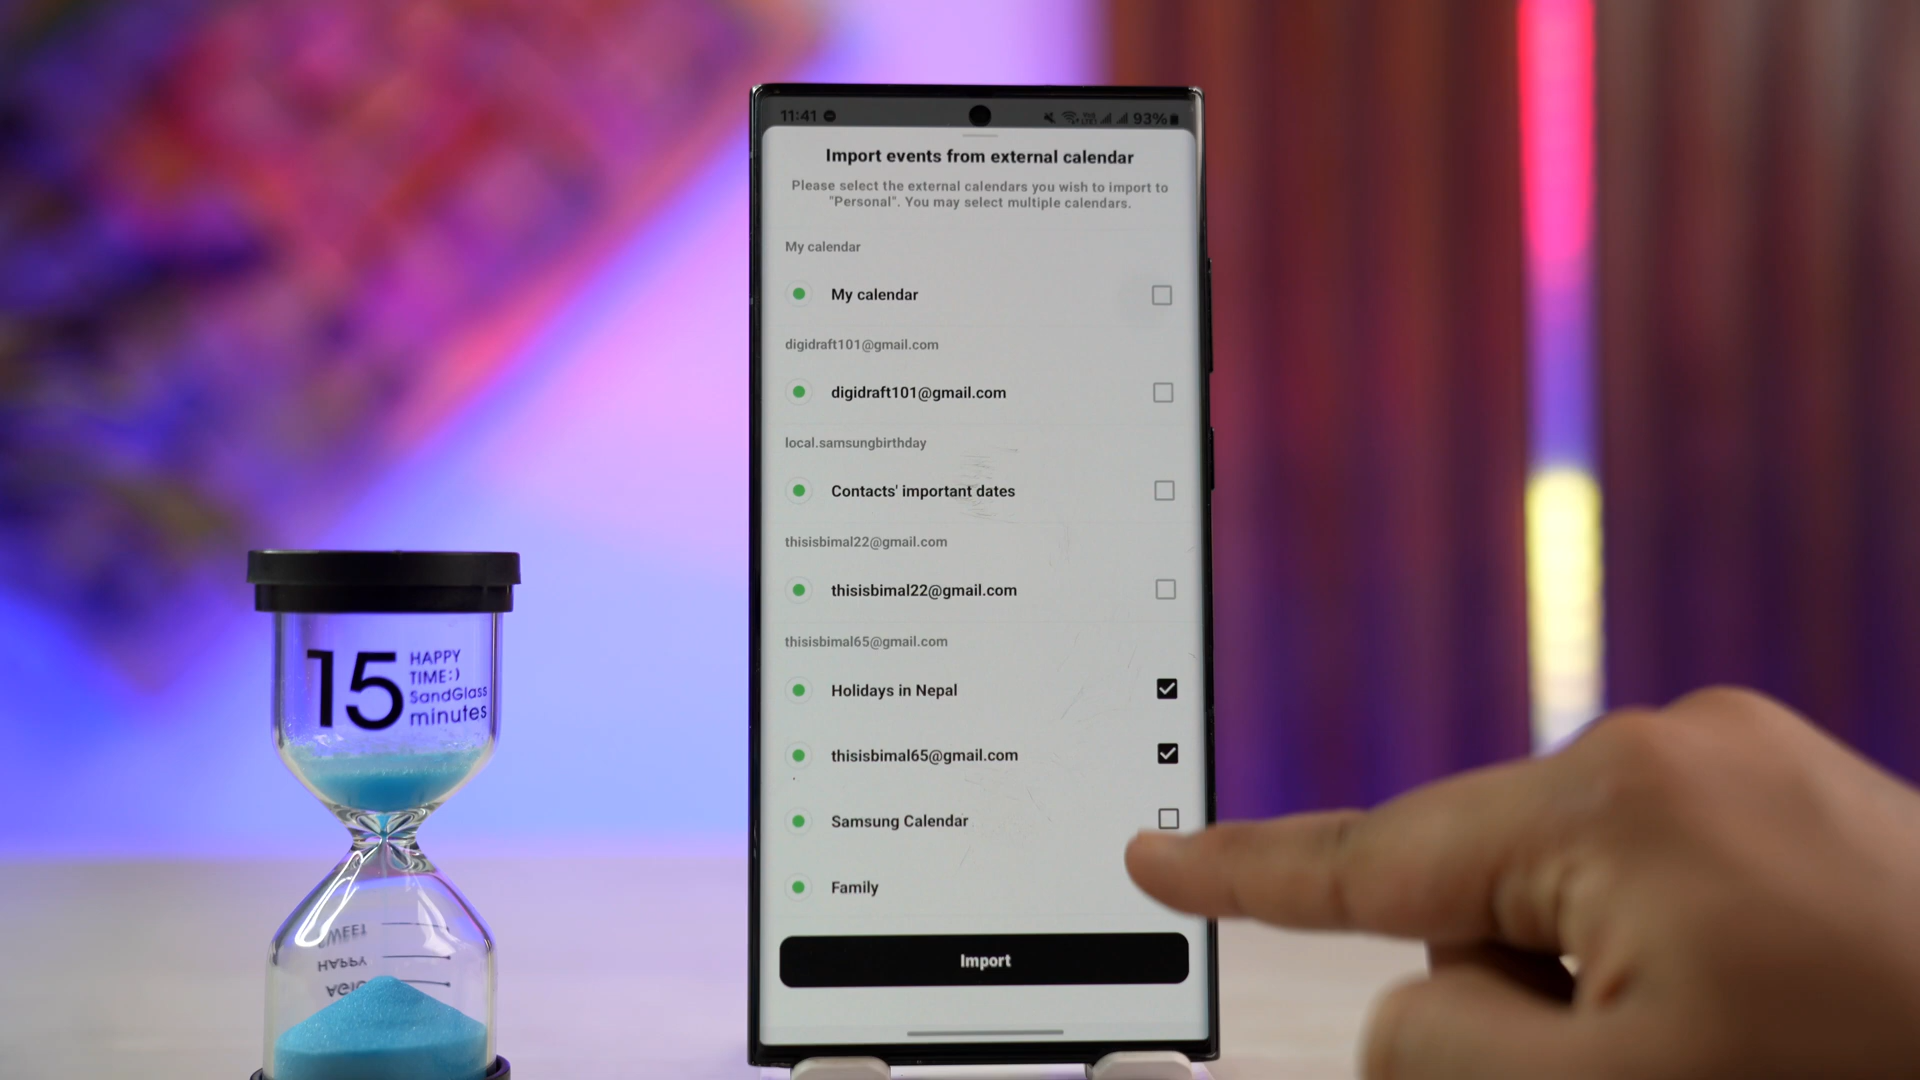 11:41
93%
Import events from external calendar
Please select the external calendars you wish to import to
"Personal". You may select multiple calendars.
My calendar
My calendar
digidraft101@gmail.com
digidraft101@gmail.com
local.samsungbirthday
Contacts' important dates
thisisbimal22@gmail.com
thisisbimal22@gmail.com
thisisbimal65@gmail.com
Holidays in Nepal
thisisbimal65@gmail.com
Samsung Calendar
Family
Import
15
HAPPY
TIME:)
SandGlass
minutes
SWEET
HAPPY